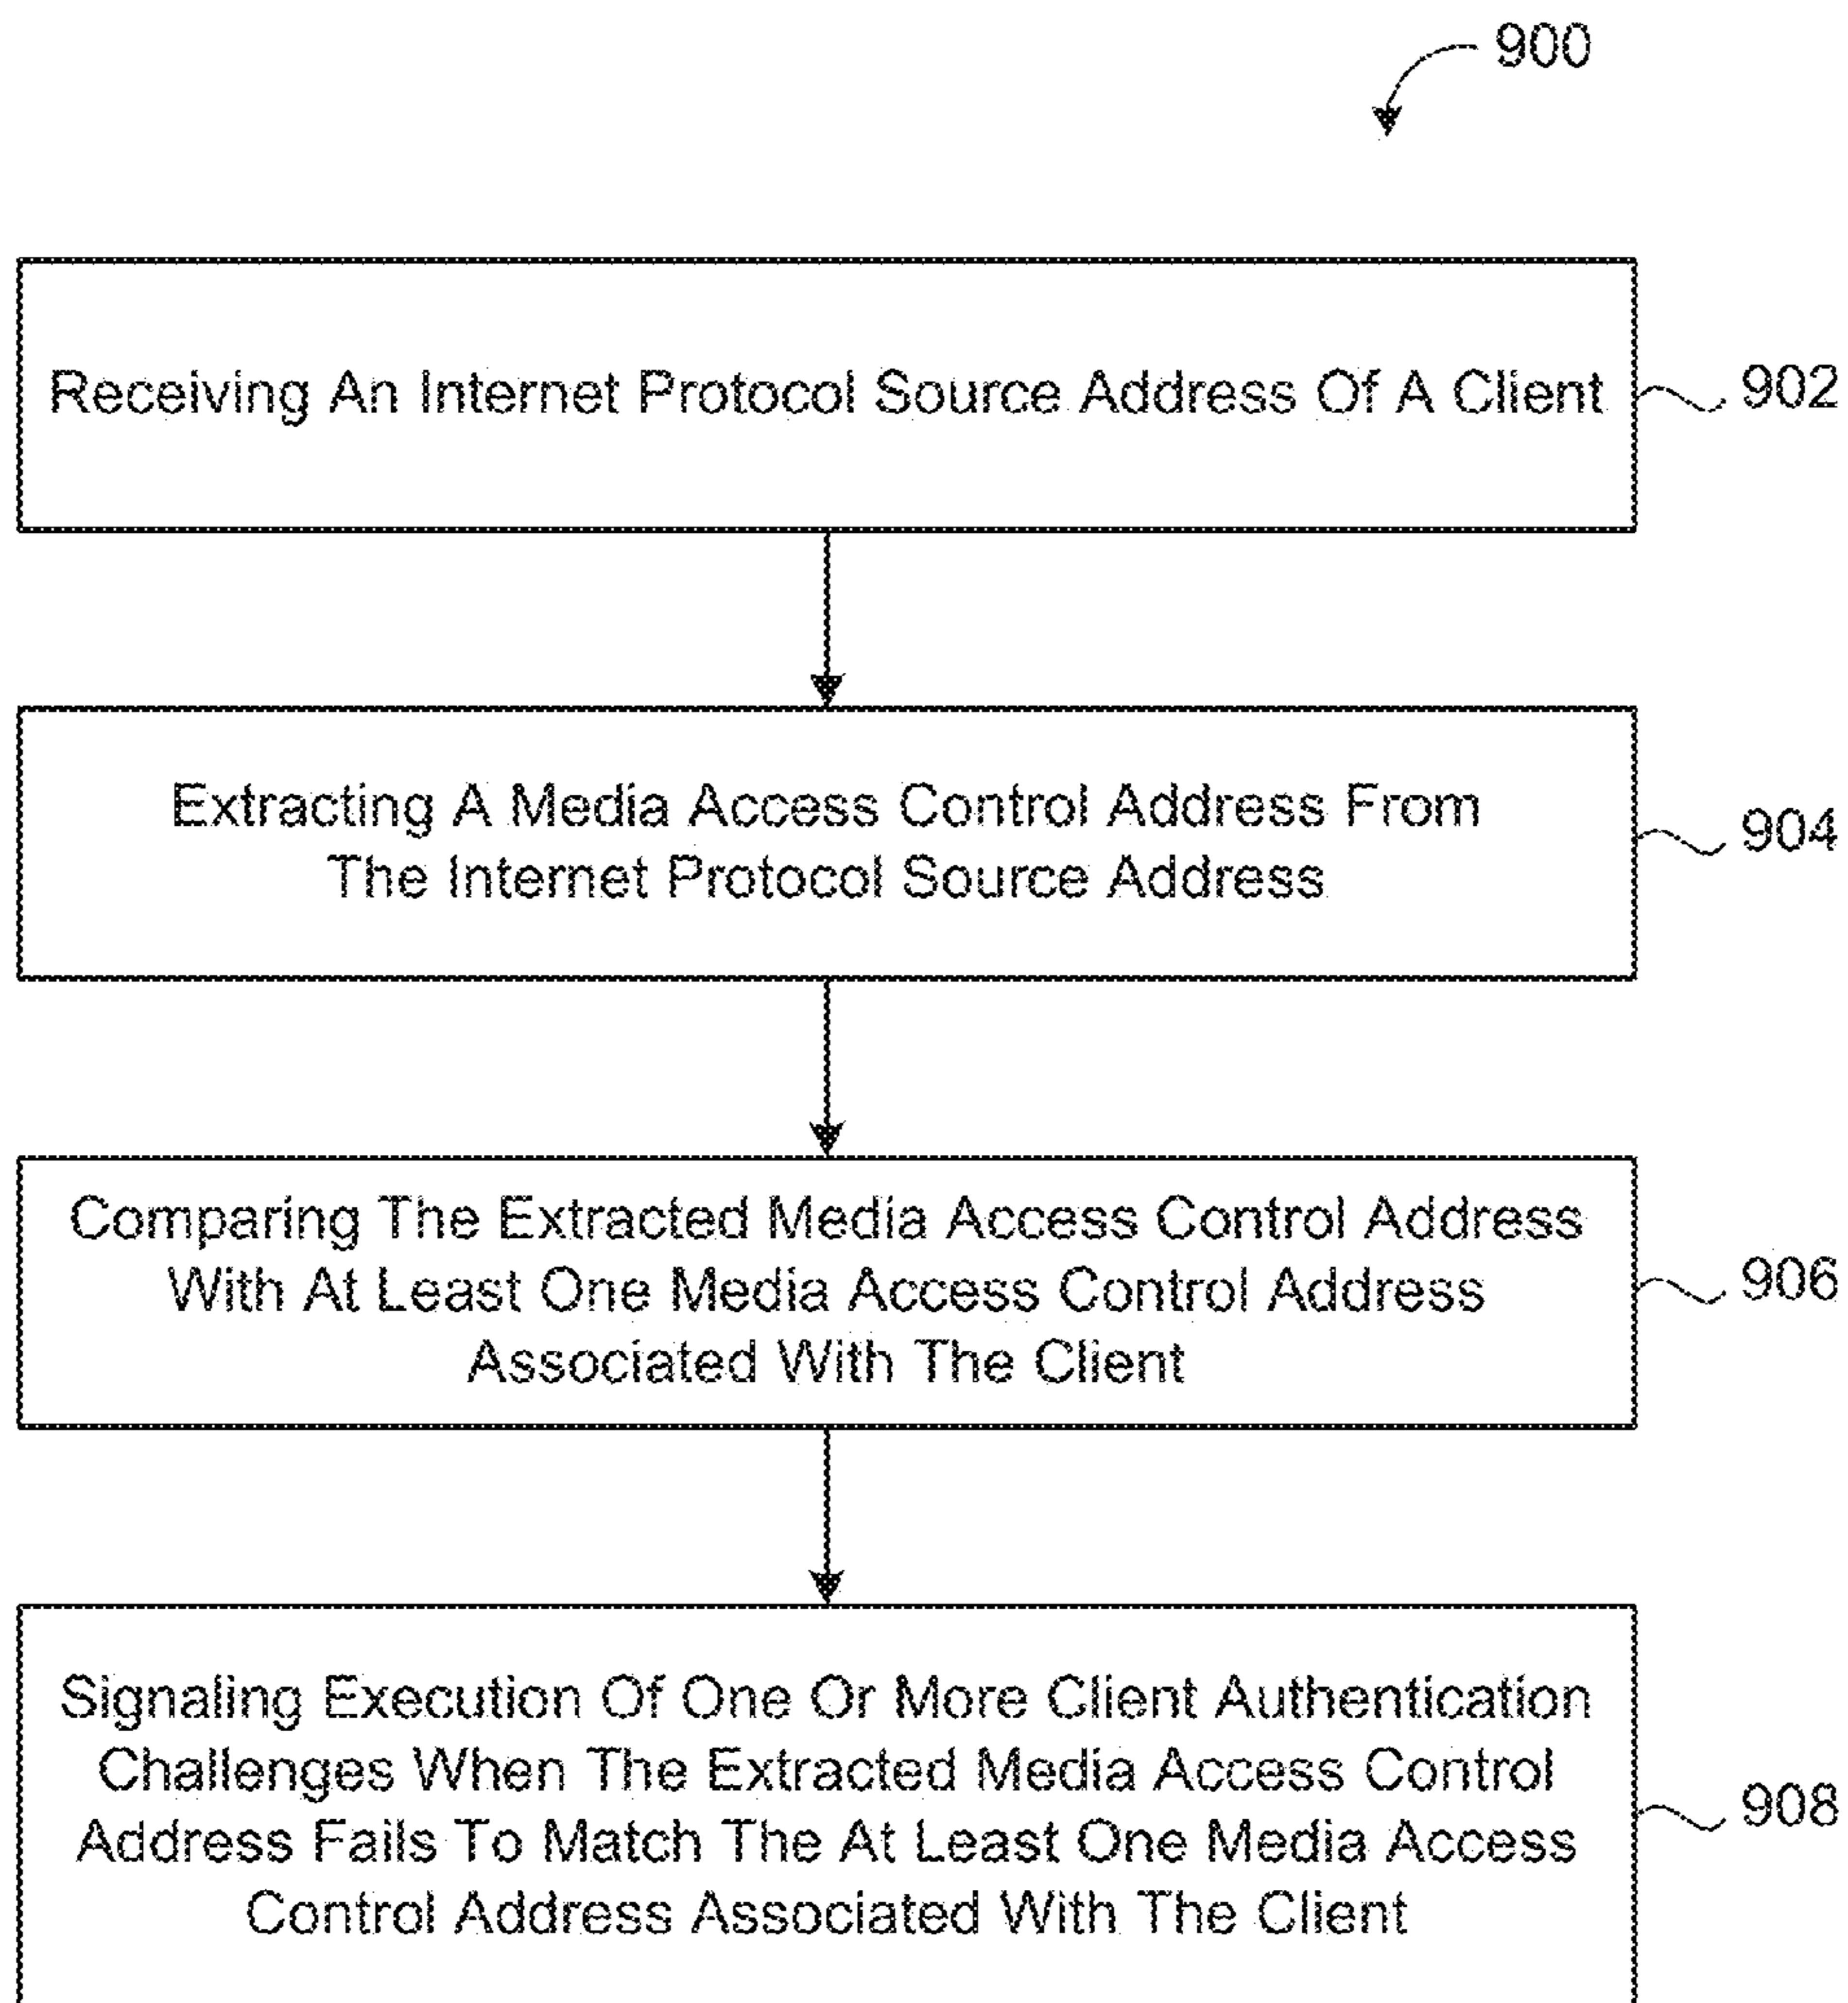 900
Receiving An Internet Protocol Source Address Of A Client
902
Extracting A Media Access Control Address From
The Internet Protocol Source Address
904
Comparing The Extracted Media Access Control Address
With At Least One Media Access Control Address
Associated With The Client
906
Signaling Execution Of One Or More Client Authentication
Challenges When The Extracted Media Access Control
Address Fails To Match The At Least One Media Access
Control Address Associated With The Client
908